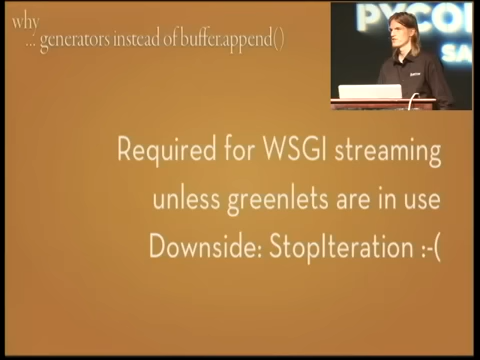 why
.: generators instead of buffer.append()
PYCO
SA
Required for WSGI streaming
unless greenlets are in use
Downside: StopIteration :-(